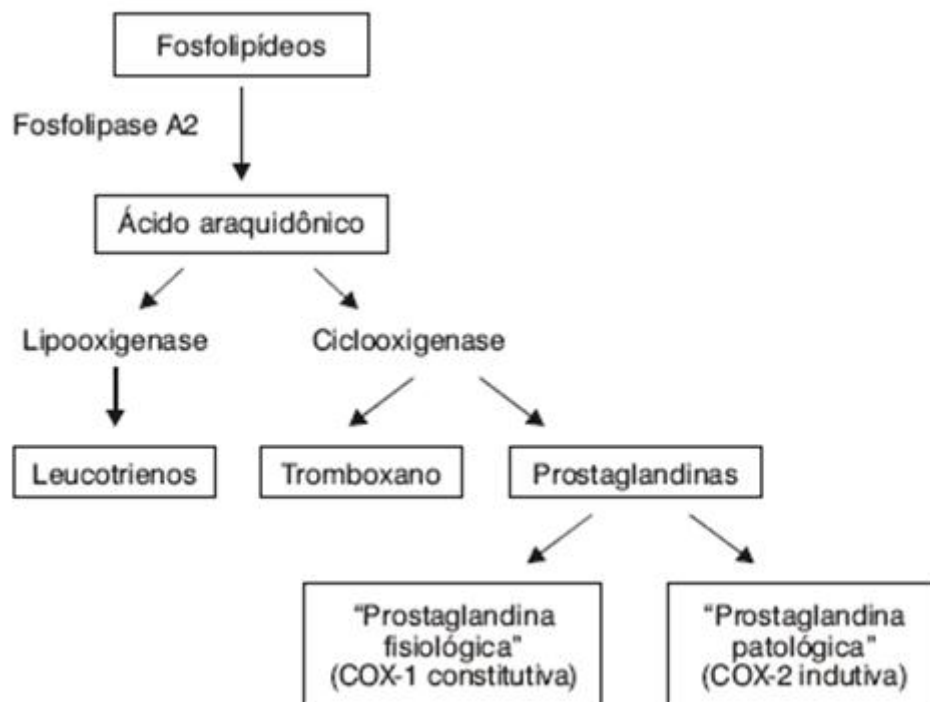 Fosfolipídeos
Fosfolipase A2
Ácido araquidônico
Lipooxigenase
Ciclooxigenase
Leucotrienos
Tromboxano
Prostaglandinas
“Prostaglandina
fisiológica”
(COX-1 constitutiva)
“Prostaglandina
patológica”
(COX-2 indutiva)